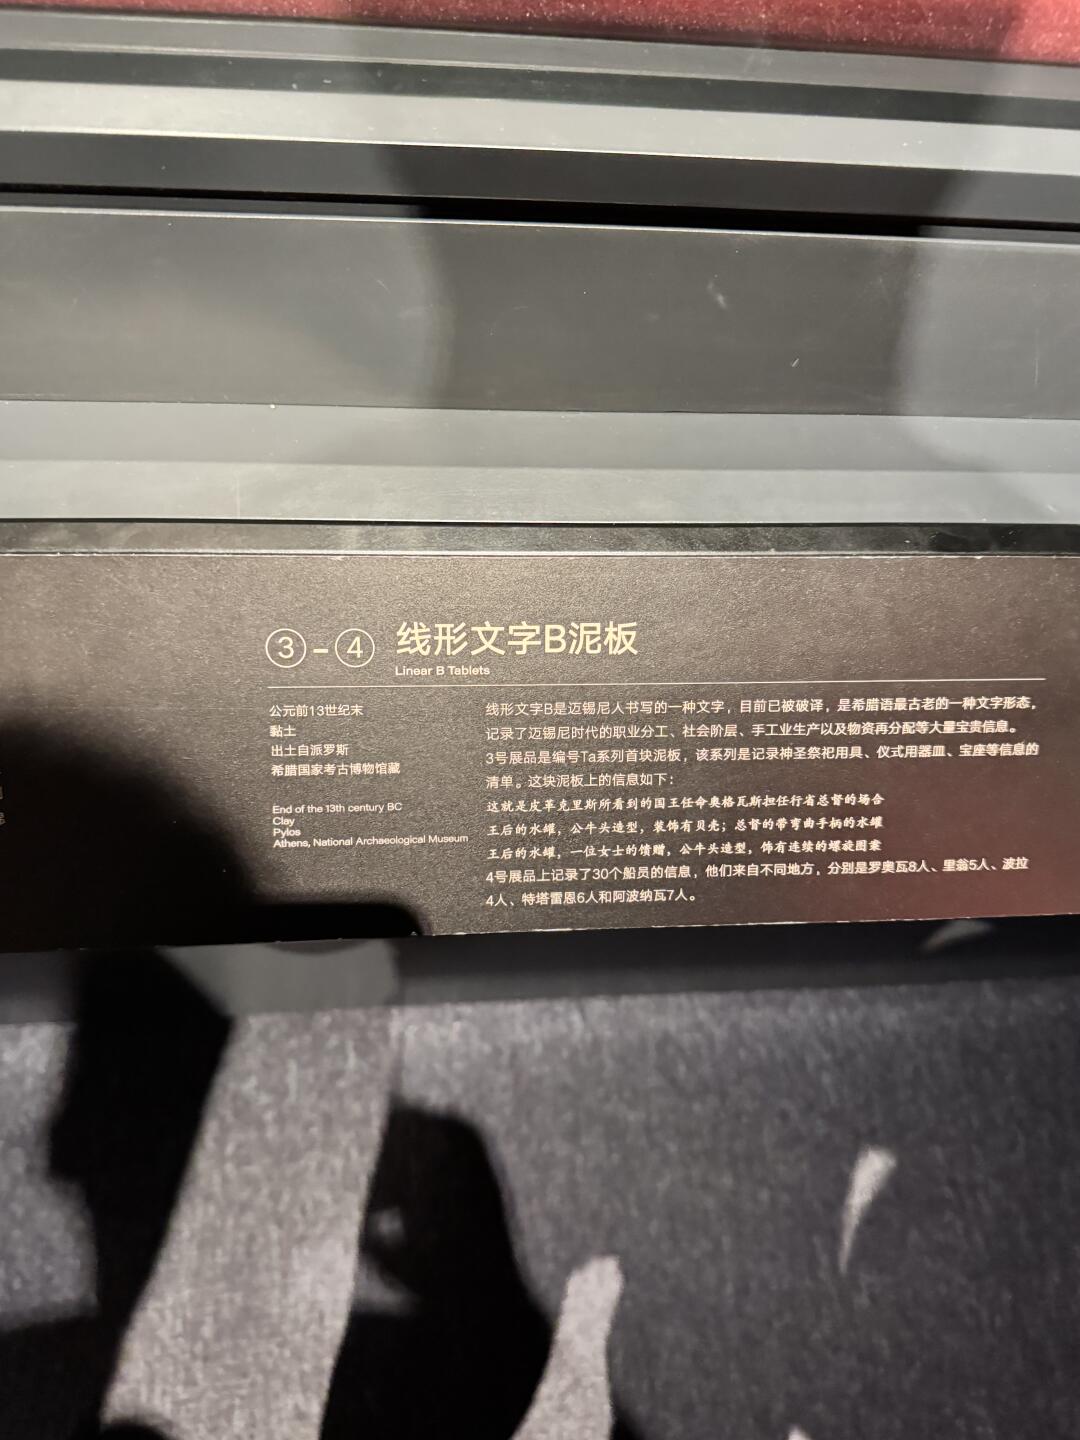 ③-④ 线形文字B泥板
Linear B Tablets
公元前13世纪末
黏土
出土自派罗斯
希腊国家考古博物馆藏
End of the 13th century BC
Clay
Pylos
Athens, National Archaeological Museum
线形文字B是迈锡尼人书写的一种文字，目前已被破译，是希腊语最古老的一种文字形态，
记录了迈锡尼时代的职业分工、社会阶层、手工业生产以及物资再分配等大量宝贵信息。
3号展品是编号Ta系列首块泥板，该系列是记录神圣祭祀用具、仪式用器皿、宝座等信息的
清单。这块泥板上的信息如下：
这就是皮革克里斯所看到的国王任命奥格瓦斯担任行省总督的场合
王后的水罐，公牛头造型，装饰有贝壳；总督的带弯曲手柄的水罐
王后的水罐，一位女士的馈赠，公牛头造型，饰有连续的螺旋图案
4号展品上记录了30个船员的信息，他们来自不同地方，分别是罗奥瓦8人、里翁5人、波拉
4人、特塔雷恩6人和阿波纳瓦7人。